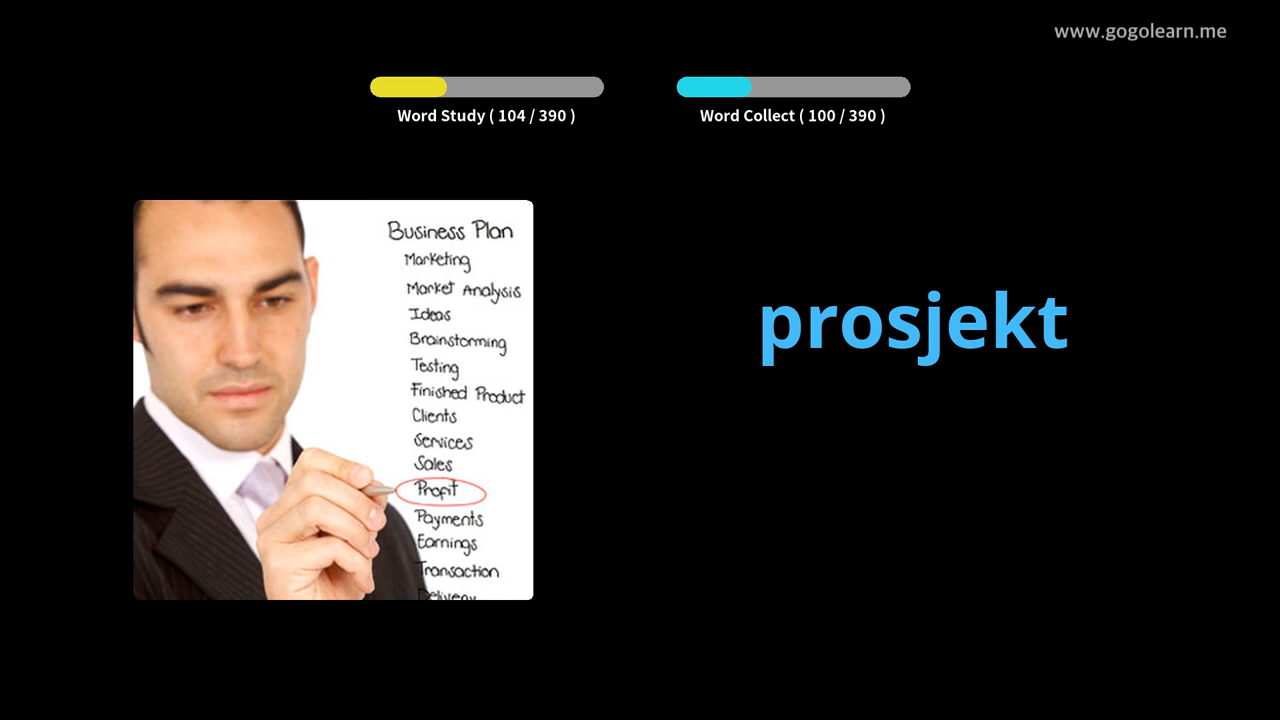 www.gogolearn.me
Word Study ( 104 / 390 )
Word Collect ( 100 / 390 )
Business Plan
Marketing
Market Analysis
Ideas
Brainstorming
Testing
Finished Product
Clients
Services
Sales
Profit
Payments
Earnings
Transaction
Delivery
prosjekt